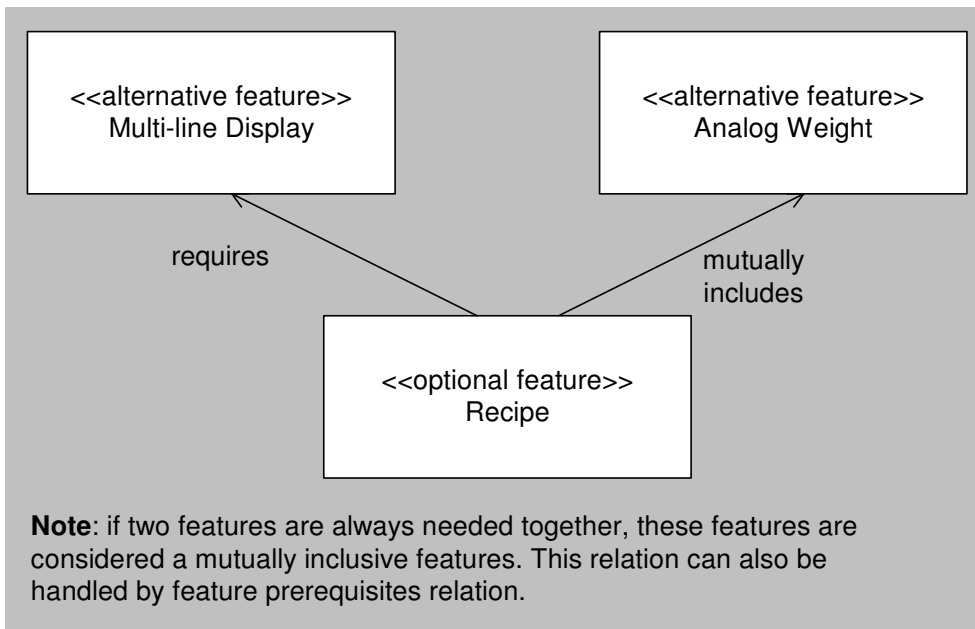 <<alternative feature>>
Multi-line Display
<<alternative feature>>
Analog Weight
requires
mutually
includes
<<optional feature>>
Recipe
Note: if two features are always needed together, these features are
considered a mutually inclusive features. This relation can also be
handled by feature prerequisites relation.